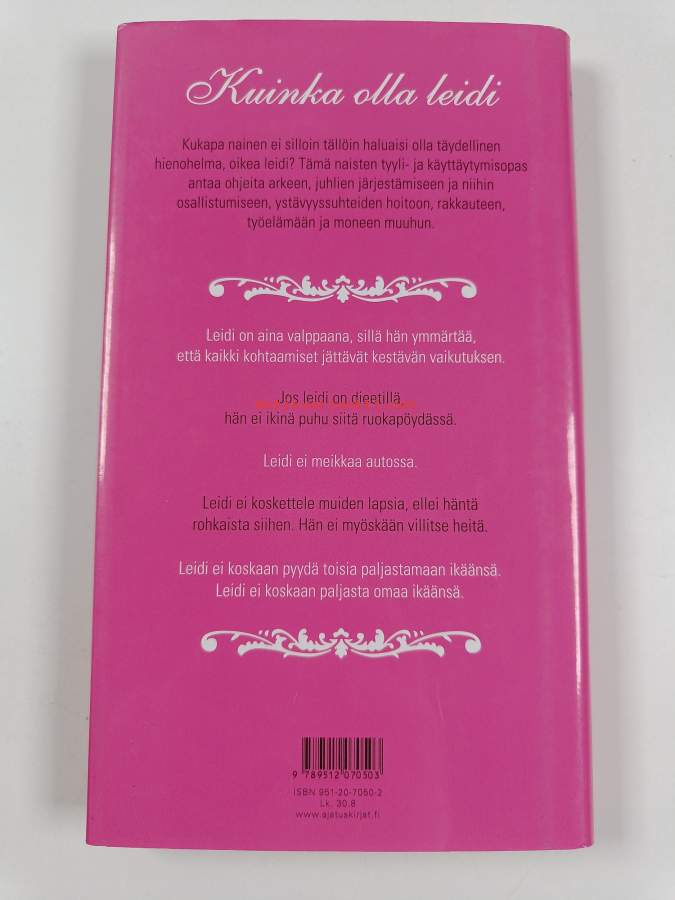 Kuinka olla leidi
Kukapa nainen ei silloin tällöin haluaisi olla täydellinen
hienohelma, oikea leidi? Tämä naisten tyyli- ja käyttäytymisopas
antaa ohjeita arkeen, juhlien järjestämiseen ja niihin
osallistumiseen, ystävyyssuhteiden hoitoon, rakkauteen,
työelämään ja moneen muuhun.
Leidi on aina valppaana, sillä hän ymmärtää,
että kaikki kohtaamiset jättävät kestävän vaikutuksen.
Jos leidi on dieetillä,
hän ei ikinä puhu siitä ruokapöydässä.
Leidi ei meikkaa autossa.
Leidi ei koskettele muiden lapsia, ellei häntä
rohkaista siihen. Hän ei myöskään villitse heitä.
Leidi ei koskaan pyydä toisia paljastamaan ikäänsä.
Leidi ei koskaan paljasta omaa ikäänsä.
9 789512 070503
ISBN 951-20-7050-2
Lk. 30.8
www.ajatuskirjat.fi